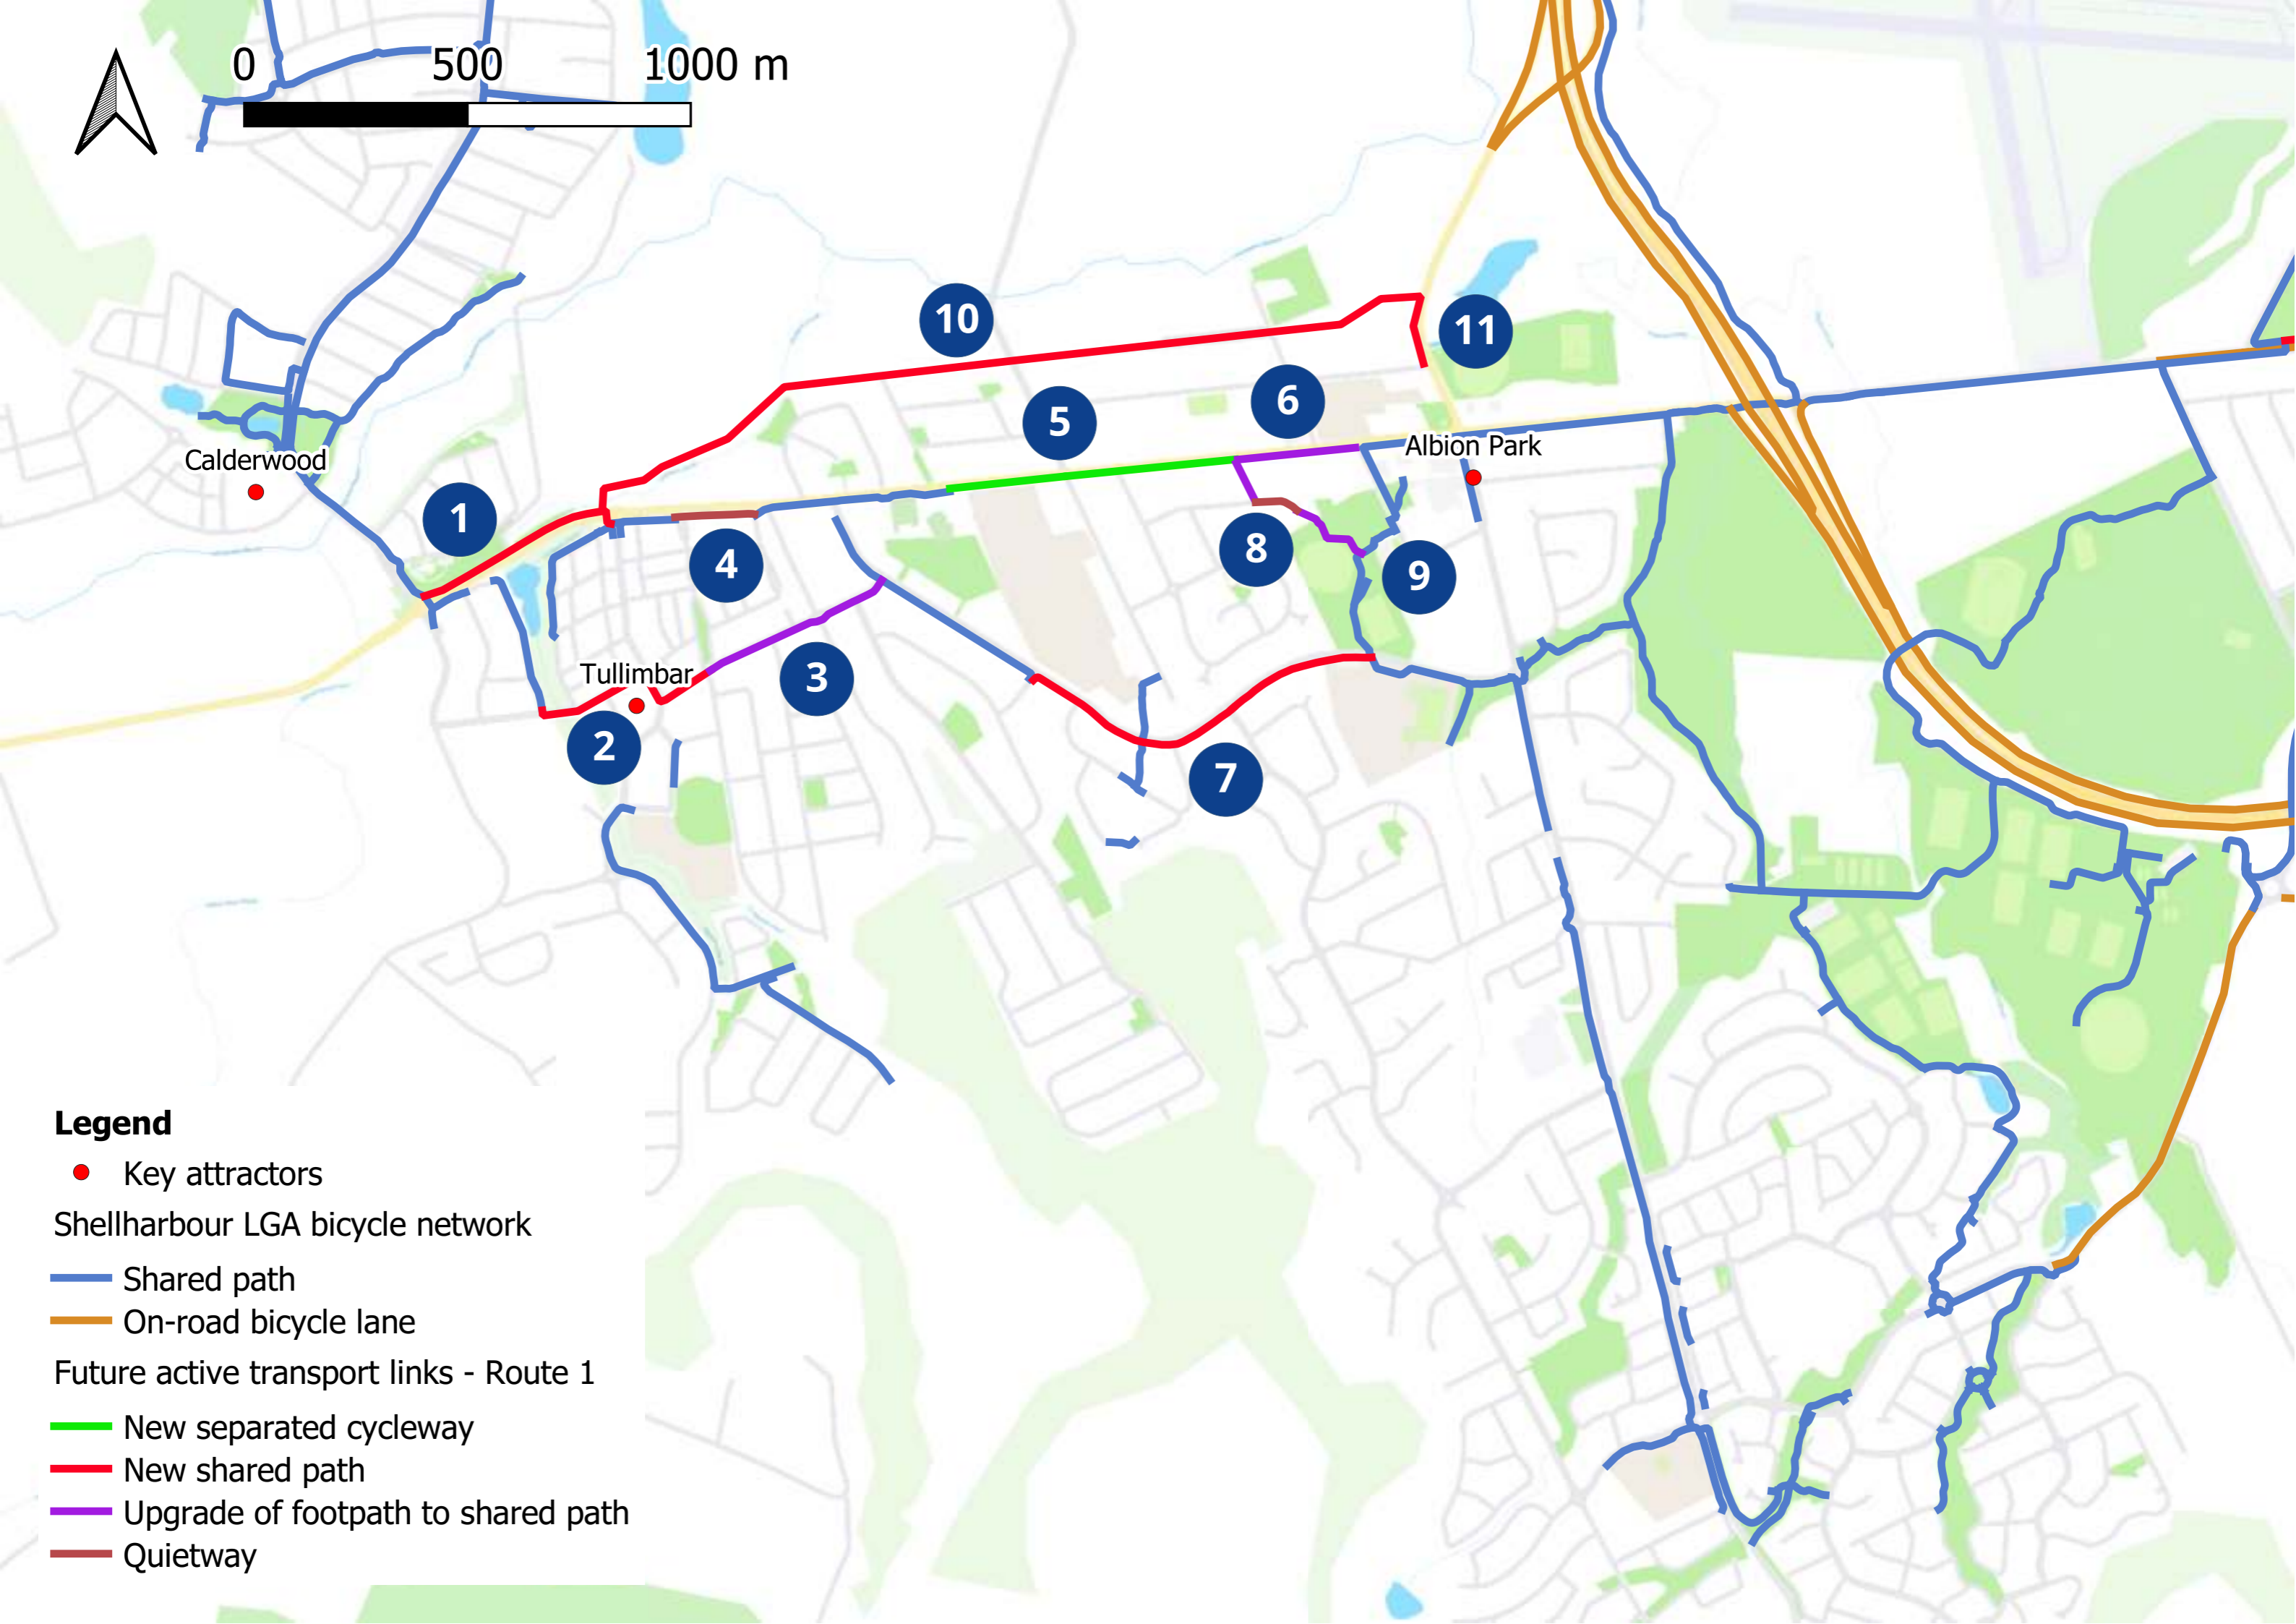 0 500 1000 m
10
11
6
5
Albion Park
Calderwood
1
4
8
9
Tullimbar
3
2
7
Legend
Key attractors
Shellharbour LGA bicycle network
Shared path
On-road bicycle lane
Future active transport links - Route 1
New separated cycleway
New shared path
Upgrade of footpath to shared path
Quietway